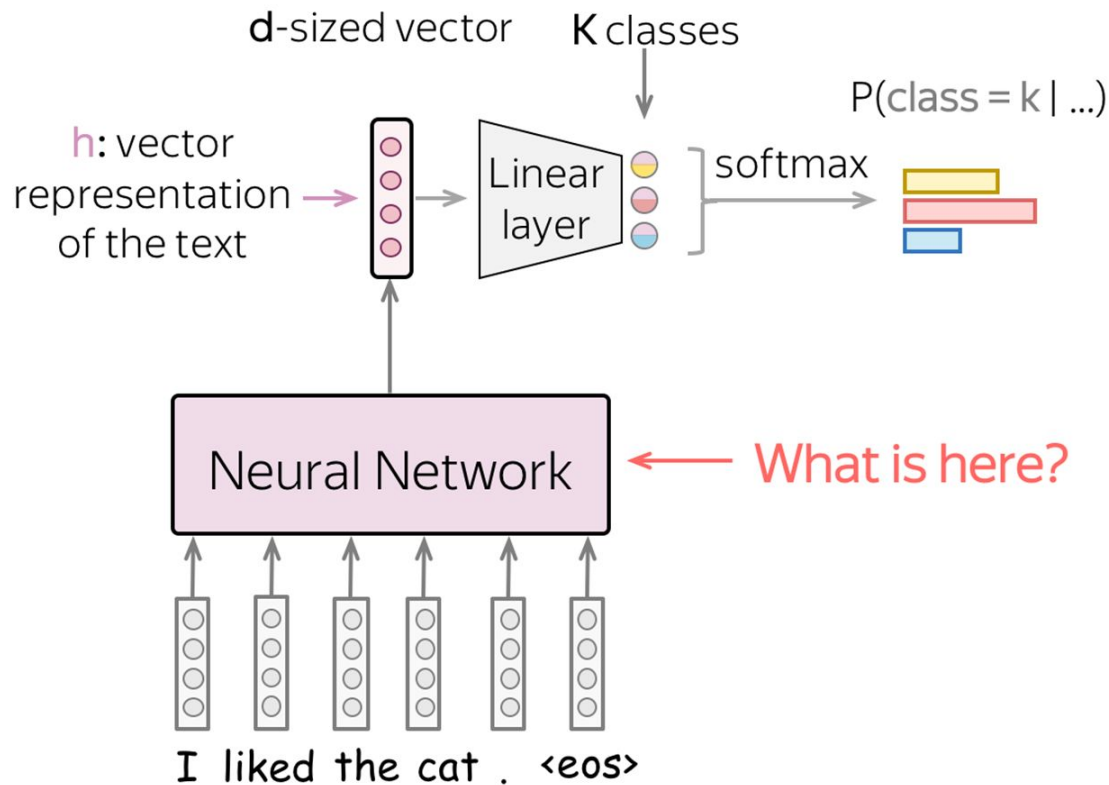 d-sized vector
K classes
P(class = k | ...)
h: vector
representation
of the text
Linear
layer
softmax
Neural Network
What is here?
I liked the cat . <eos>